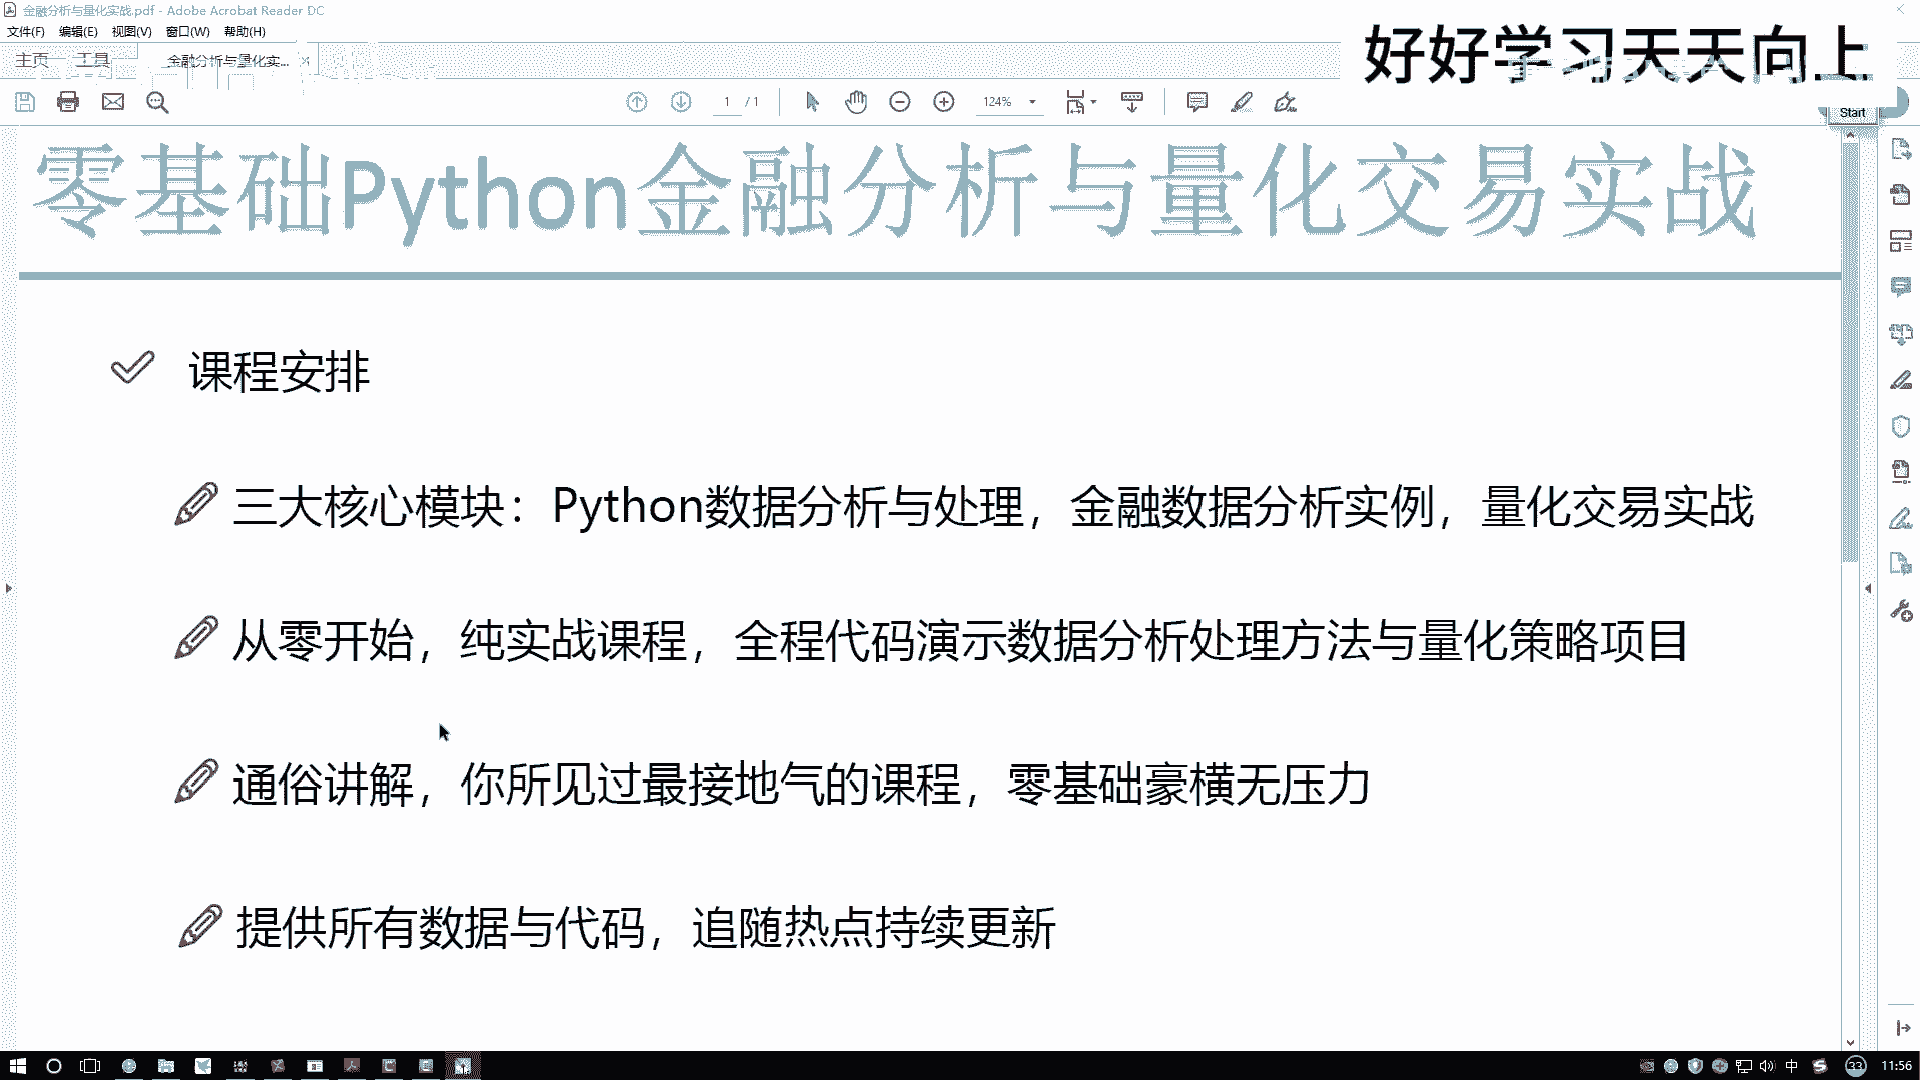 金融分析与量化实战.pdf - Adobe Acrobat Reader DC
文件(F) 编辑(E) 视图(V) 窗口(W) 帮助(H)
好好学习天天向上
主页 工具 金融分析与量化实...
1 / 1 124%
Start
零基础Python金融分析与量化交易实战
课程安排
三大核心模块：Python数据分析与处理，金融数据分析实例，量化交易实战
从零开始，纯实战课程，全程代码演示数据分析处理方法与量化策略项目
通俗讲解，你所见过最接地气的课程，零基础豪横无压力
提供所有数据与代码，追随热点持续更新
中 33 11:56